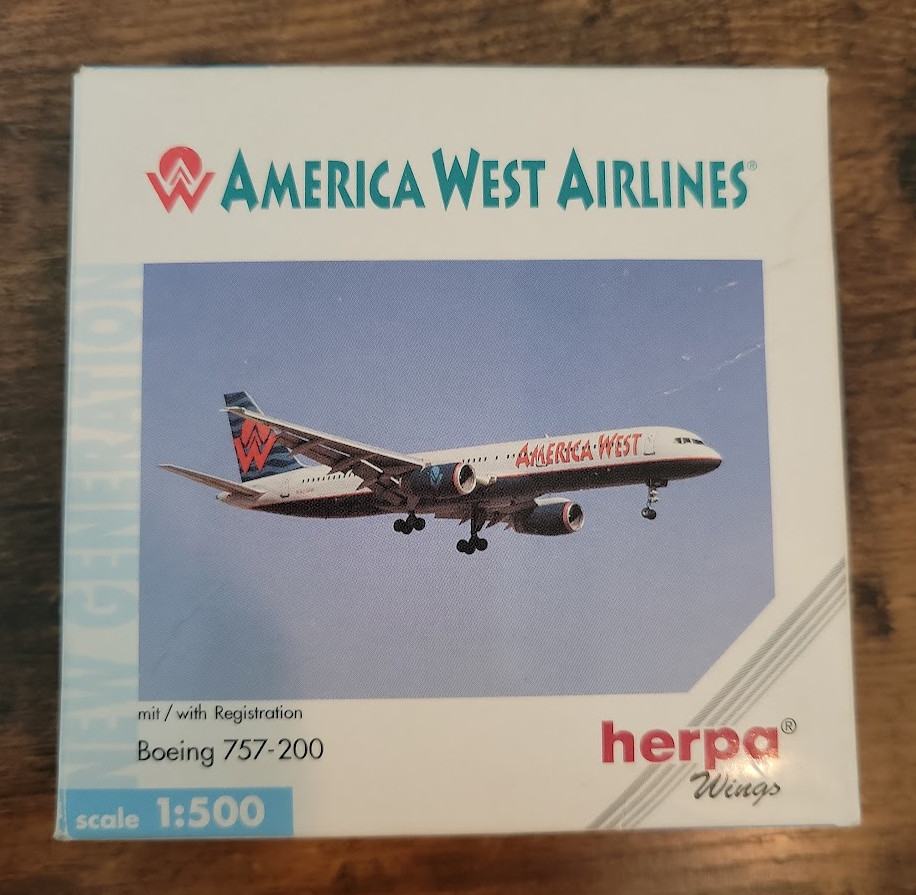 AMERICA WEST AIRLINES®
NEW GENERATION
AMERICA WEST
mit / with Registration
Boeing 757-200
scale 1:500
herpa®
Wings